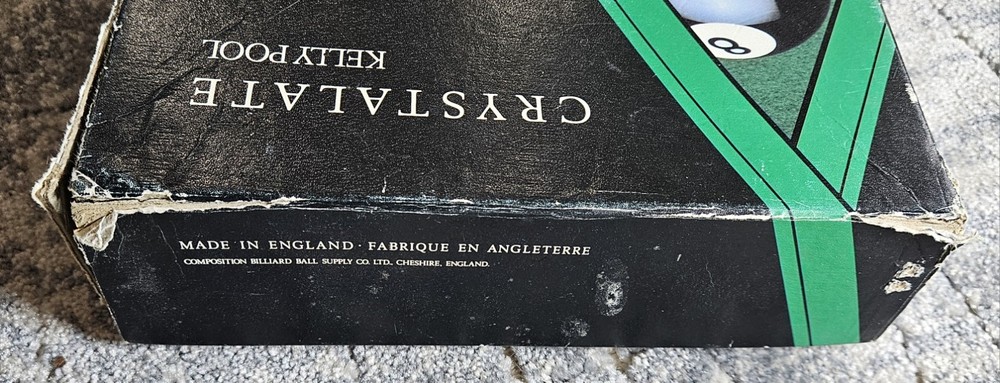 8
CRYSTALATE
KELLY POOL
MADE IN ENGLAND · FABRIQUE EN ANGLETERRE
COMPOSITION BILLIARD BALL SUPPLY CO. LTD., CHESHIRE, ENGLAND.